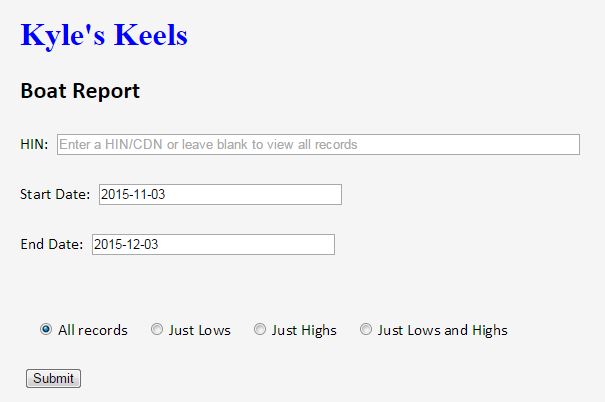 Kyle's Keels
Boat Report
HIN: Enter a HIN/CDN or leave blank to view all records
Start Date: 2015-11-03
End Date: 2015-12-03
All records Just Lows Just Highs Just Lows and Highs
Submit